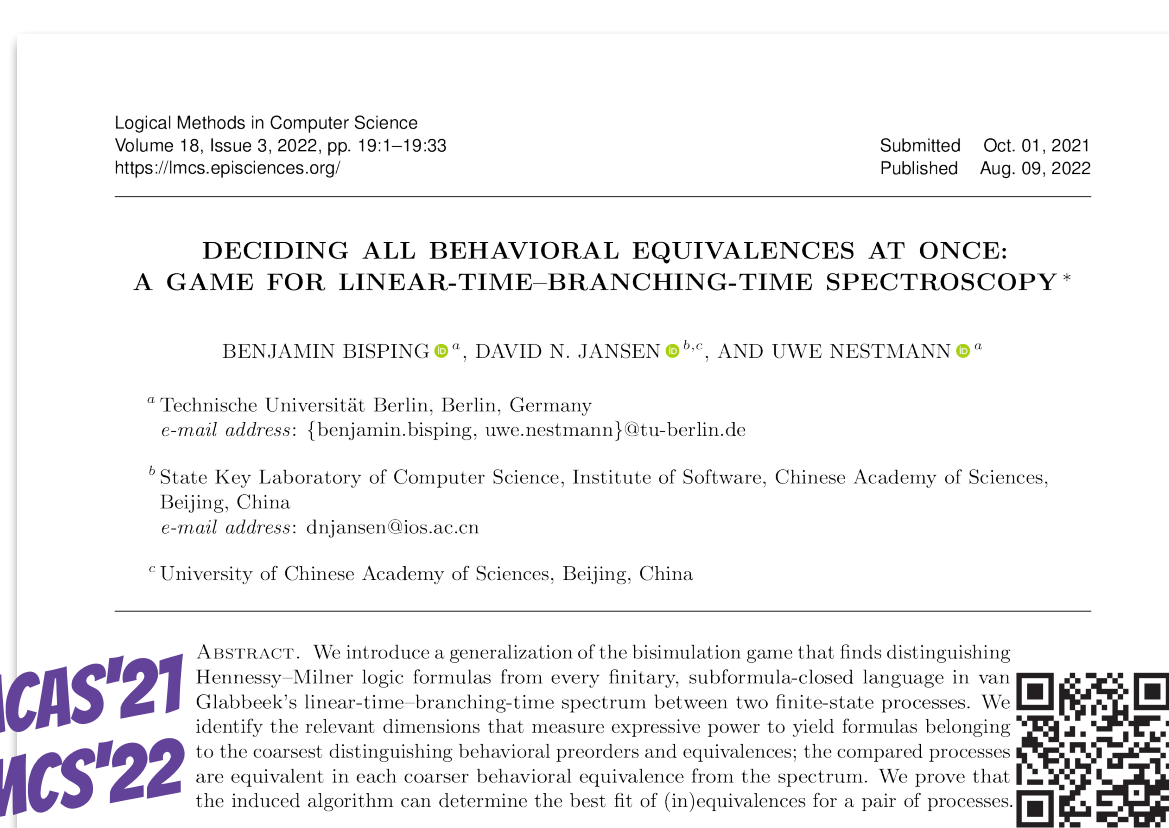 Logical Methods in Computer Science
Volume 18, Issue 3, 2022, pp. 19:1–19:33
https://lmcs.episciences.org/
Submitted Oct. 01, 2021
Published Aug. 09, 2022
DECIDING ALL BEHAVIORAL EQUIVALENCES AT ONCE:
A GAME FOR LINEAR-TIME–BRANCHING-TIME SPECTROSCOPY *
BENJAMIN BISPING iD a, DAVID N. JANSEN iD b,c, AND UWE NESTMANN iD a
a Technische Universität Berlin, Berlin, Germany
e-mail address: {benjamin.bisping, uwe.nestmann}@tu-berlin.de
b State Key Laboratory of Computer Science, Institute of Software, Chinese Academy of Sciences,
Beijing, China
e-mail address: dnjansen@ios.ac.cn
c University of Chinese Academy of Sciences, Beijing, China
ABSTRACT. We introduce a generalization of the bisimulation game that finds distinguishing
Hennessy–Milner logic formulas from every finitary, subformula-closed language in van
Glabbeek's linear-time–branching-time spectrum between two finite-state processes. We
identify the relevant dimensions that measure expressive power to yield formulas belonging
to the coarsest distinguishing behavioral preorders and equivalences; the compared processes
are equivalent in each coarser behavioral equivalence from the spectrum. We prove that
the induced algorithm can determine the best fit of (in)equivalences for a pair of processes.
ACAS'21
MCS'22